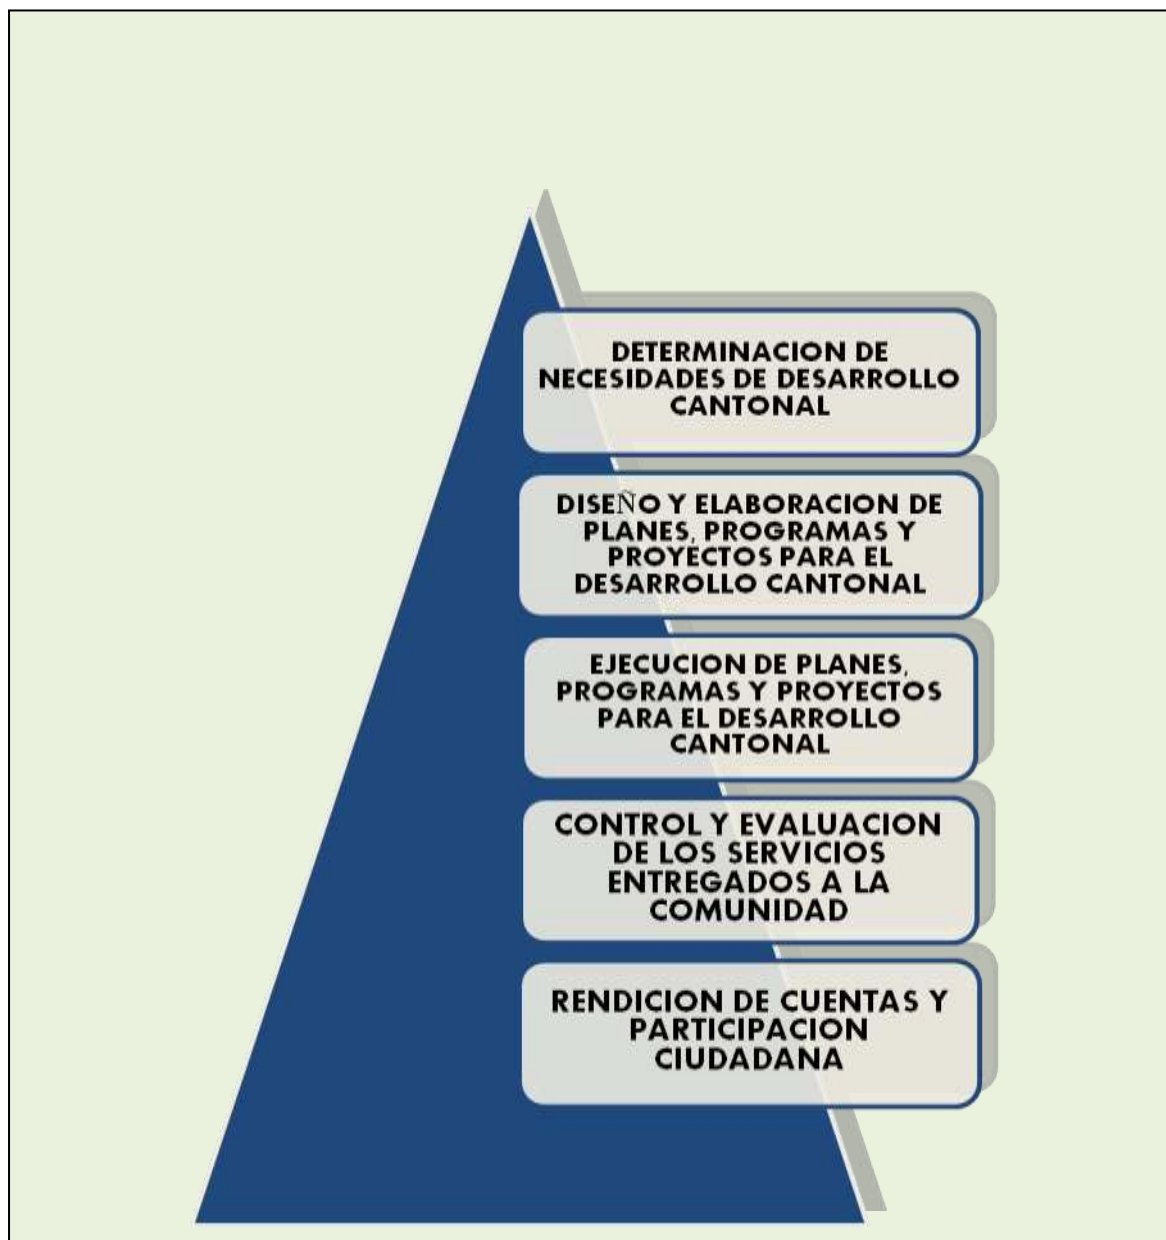 DETERMINACION DE
NECESIDADES DE DESARROLLO
CANTONAL
DISEÑO Y ELABORACION DE
PLANES, PROGRAMAS Y
PROYECTOS PARA EL
DESARROLLO CANTONAL
EJECUCION DE PLANES,
PROGRAMAS Y PROYECTOS
PARA EL DESARROLLO
CANTONAL
CONTROL Y EVALUACION
DE LOS SERVICIOS
ENTREGADOS A LA
COMUNIDAD
RENDICION DE CUENTAS Y
PARTICIPACION
CIUDADANA